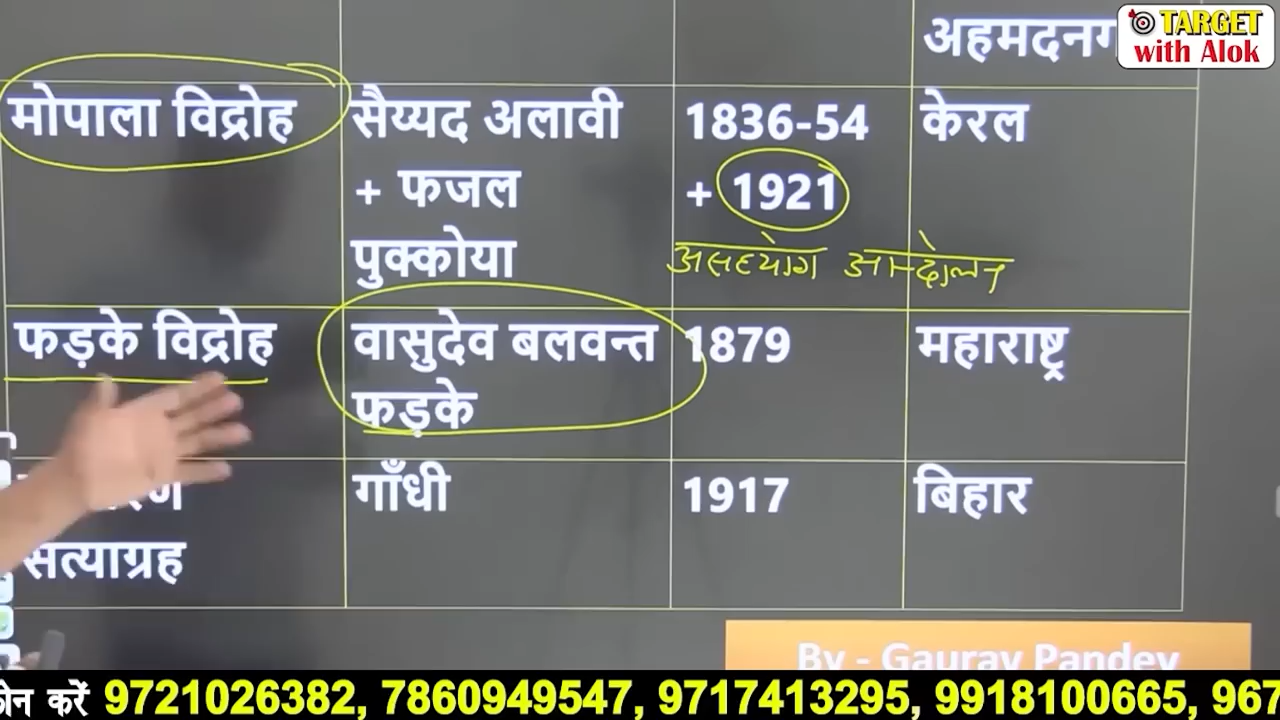 TARGET
with Alok
अहमदनग
मोपाला विद्रोह
सैय्यद अलावी
+ फजल
पुक्कोया
1836-54
+ 1921
केरल
असहयोग आन्दोलन
फड़के विद्रोह
वासुदेव बलवन्त
फड़के
1879
महाराष्ट्र
सत्याग्रह
गाँधी
1917
बिहार
By - Gaurav Pandey
फोन करें 9721026382, 7860949547, 9717413295, 9918100665, 967